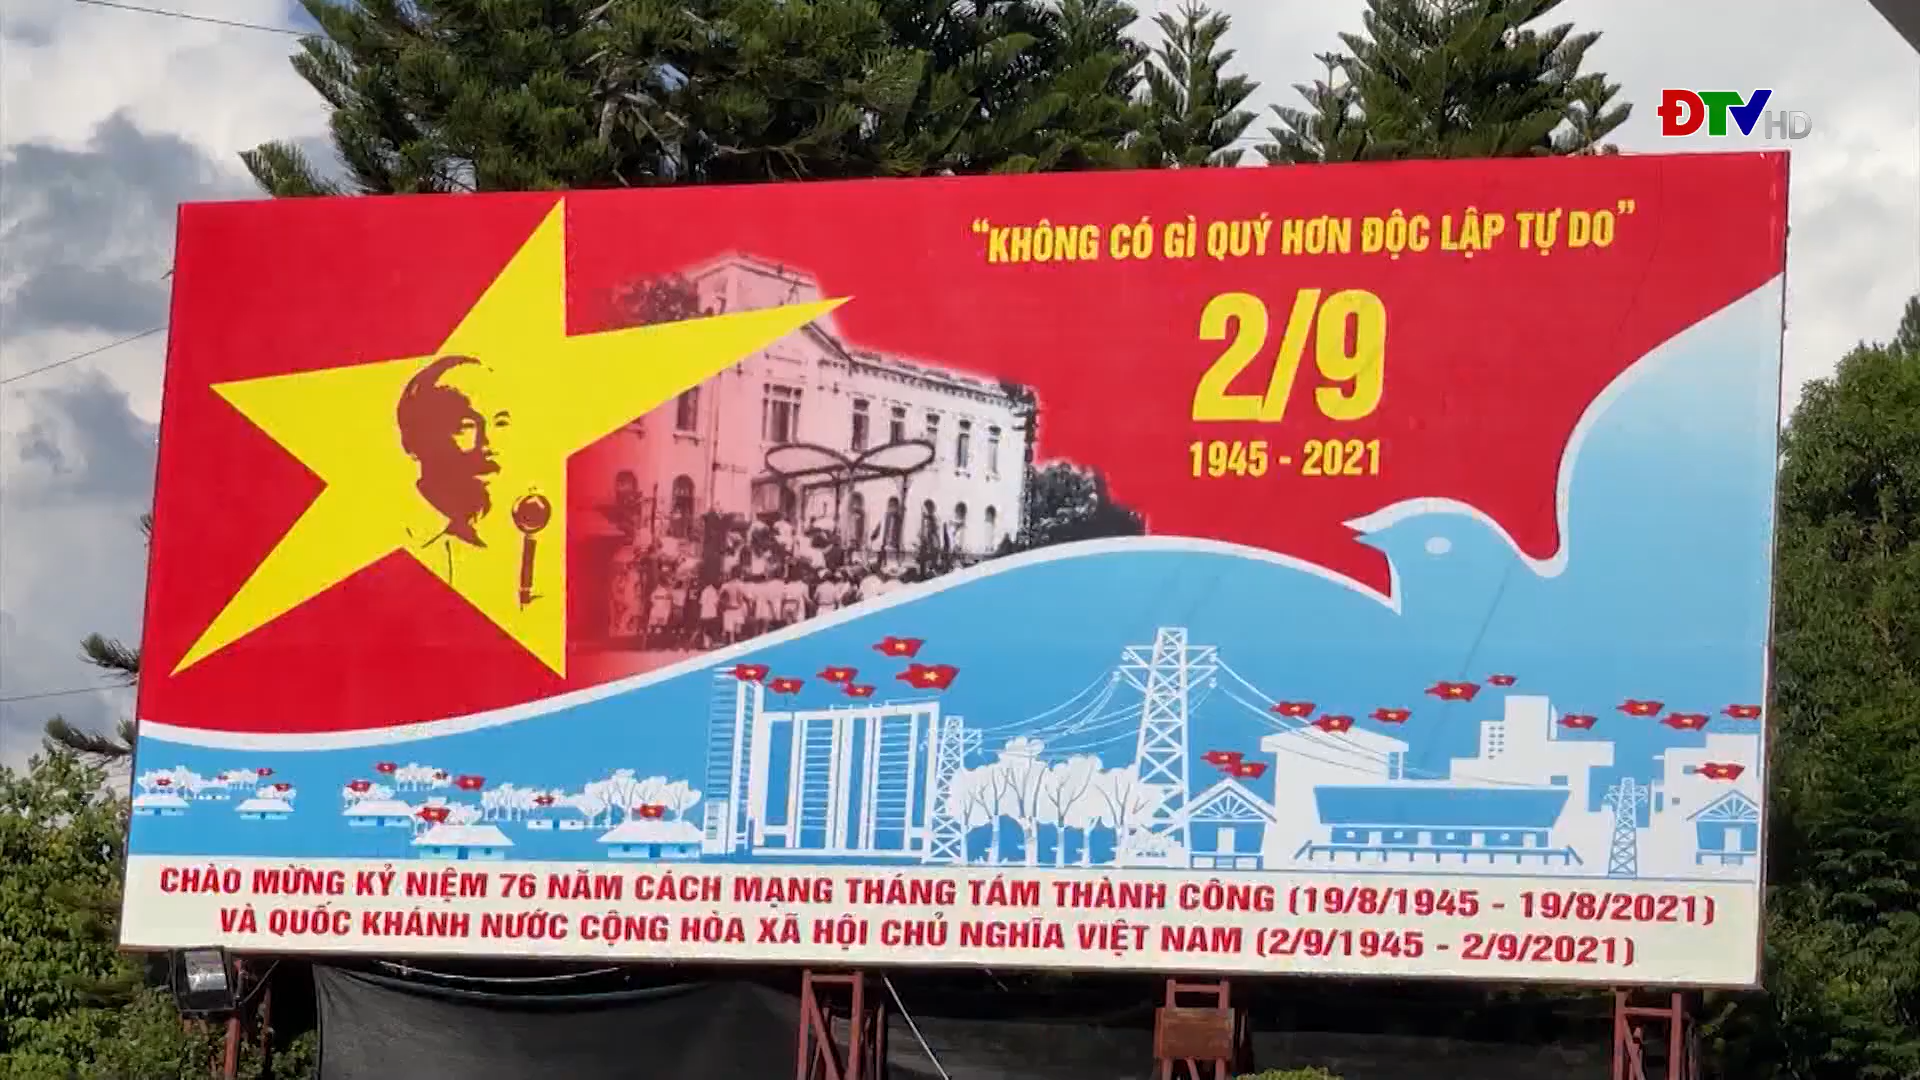 ĐTV HD
"KHÔNG CÓ GÌ QUÝ HƠN ĐỘC LẬP TỰ DO"
2/9
1945 - 2021
CHÀO MỪNG KỶ NIỆM 76 NĂM CÁCH MẠNG THÁNG TÁM THÀNH CÔNG (19/8/1945 - 19/8/2021)
VÀ QUỐC KHÁNH NƯỚC CỘNG HÒA XÃ HỘI CHỦ NGHĨA VIỆT NAM (2/9/1945 - 2/9/2021)